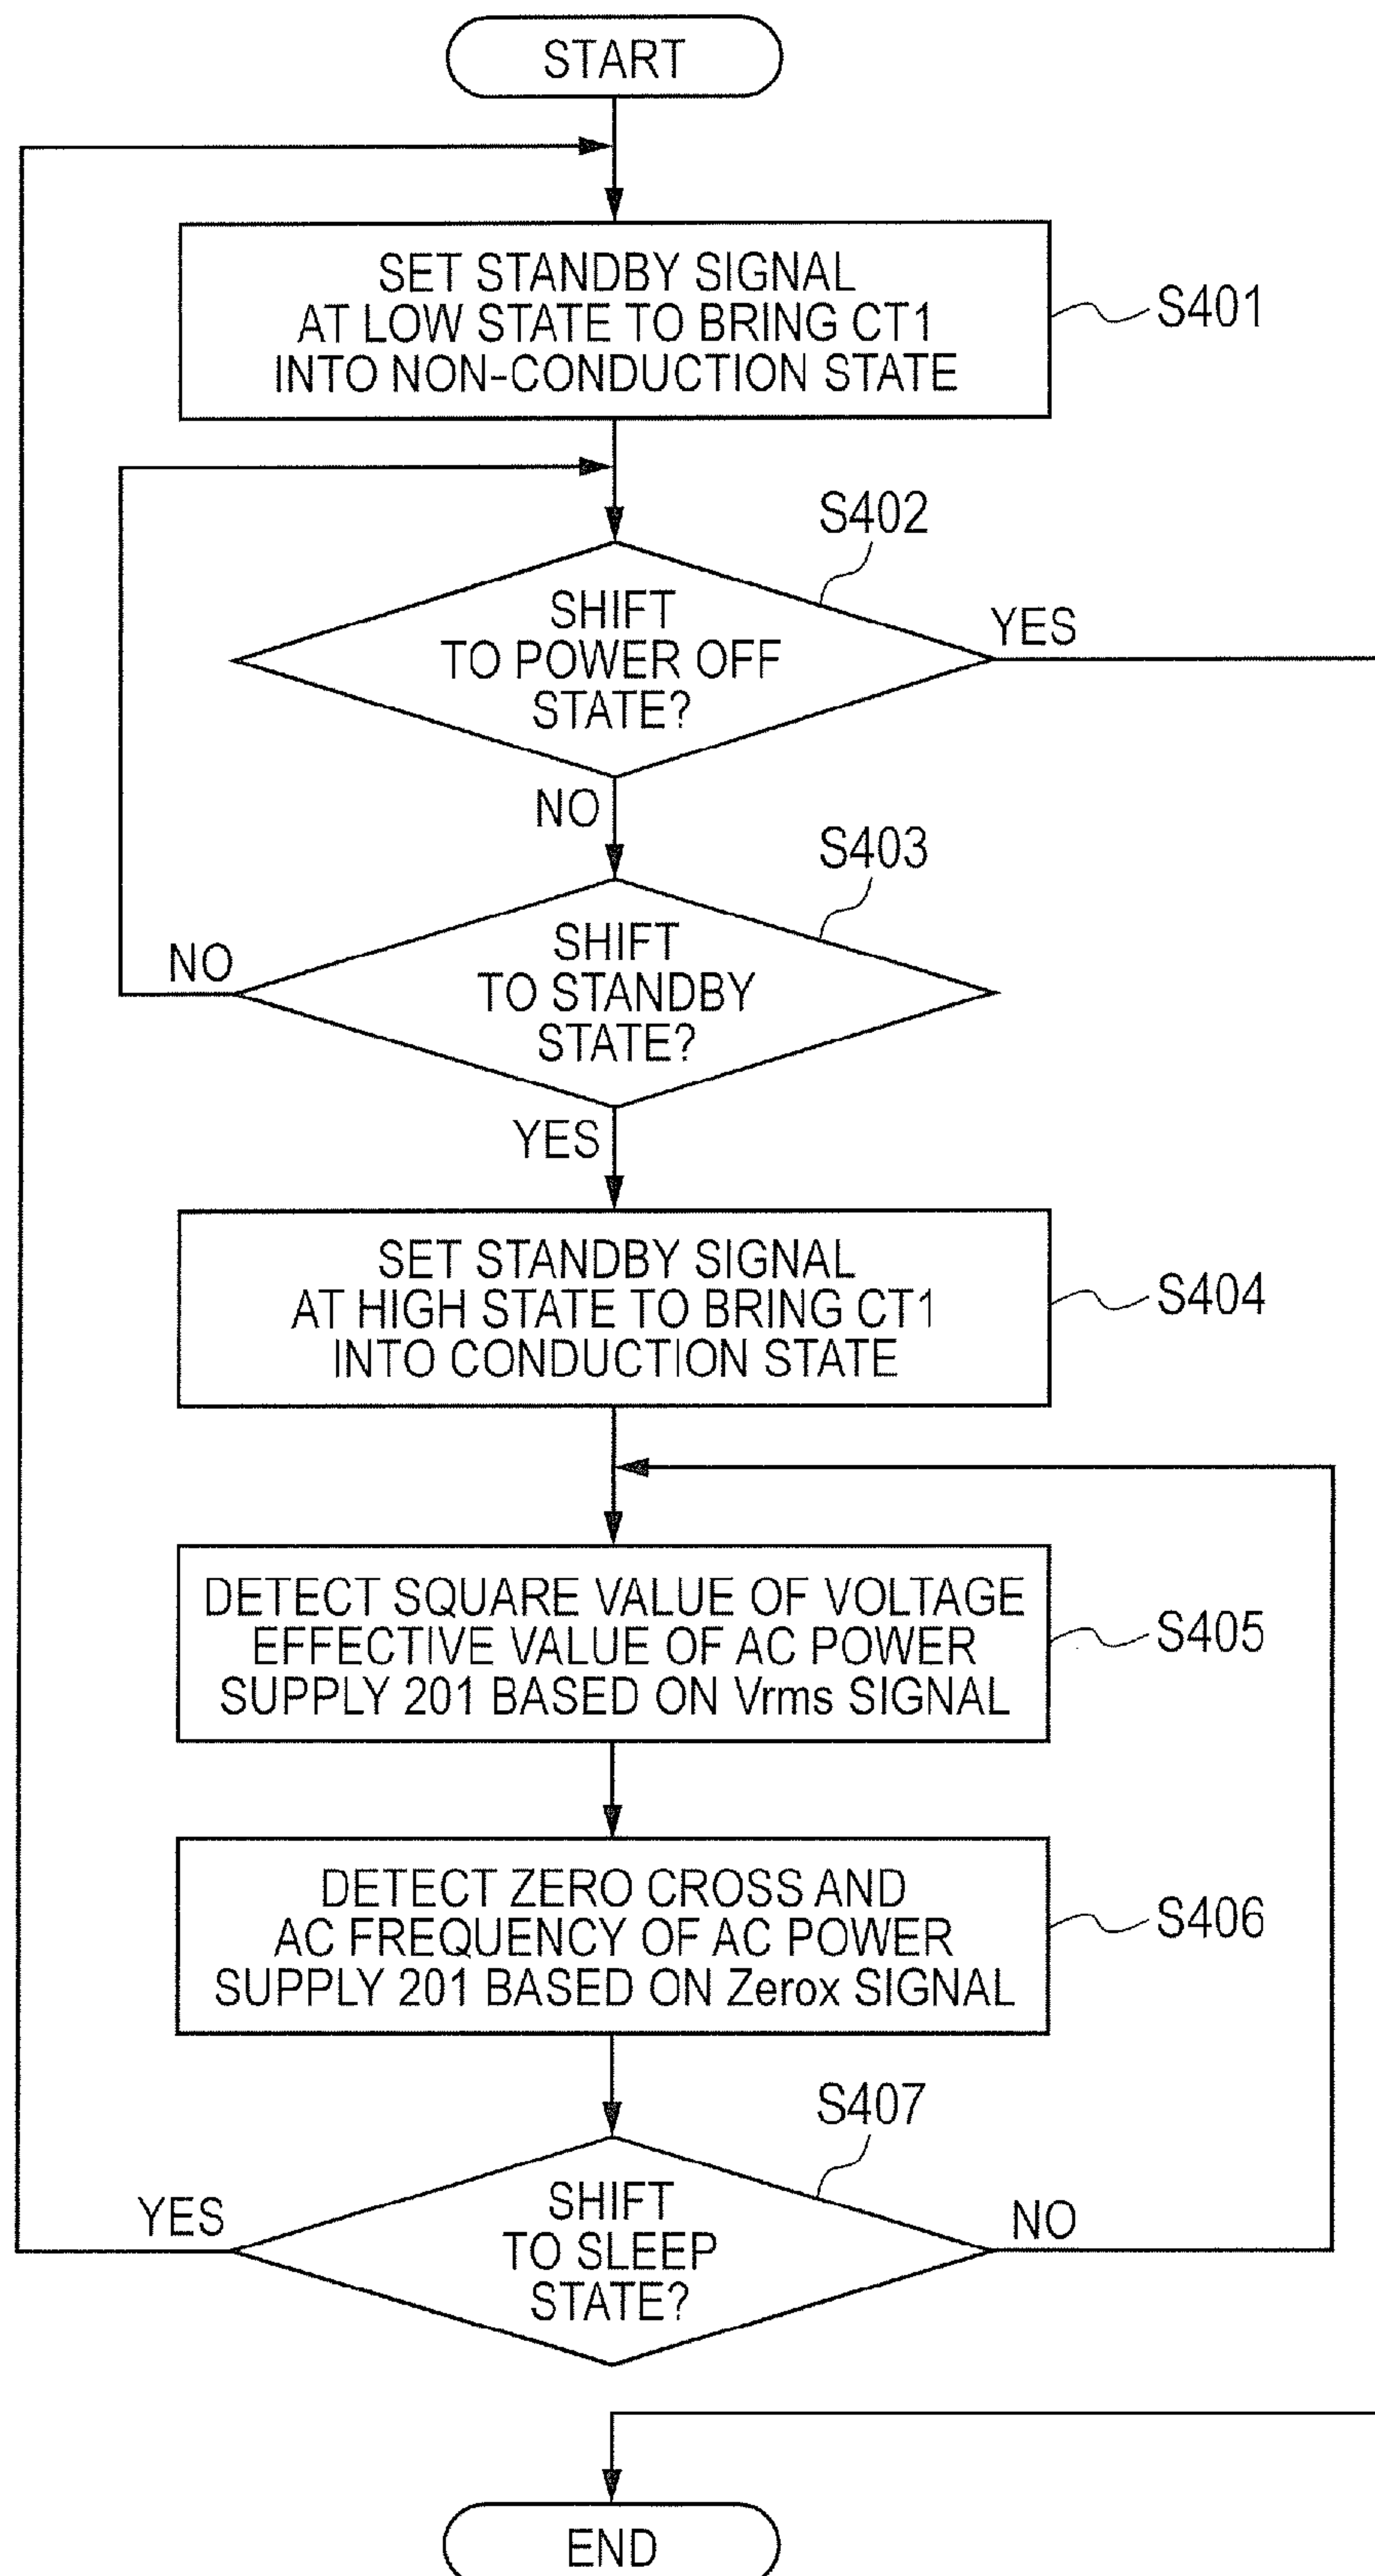 START
SET STANDBY SIGNAL
AT LOW STATE TO BRING CT1
INTO NON-CONDUCTION STATE
S401
S402
SHIFT
TO POWER OFF
STATE?
YES
NO
S403
SHIFT
TO STANDBY
STATE?
NO
YES
SET STANDBY SIGNAL
AT HIGH STATE TO BRING CT1
INTO CONDUCTION STATE
S404
DETECT SQUARE VALUE OF VOLTAGE
EFFECTIVE VALUE OF AC POWER
SUPPLY 201 BASED ON Vrms SIGNAL
S405
DETECT ZERO CROSS AND
AC FREQUENCY OF AC POWER
SUPPLY 201 BASED ON Zerox SIGNAL
S406
S407
SHIFT
TO SLEEP
STATE?
YES
NO
END